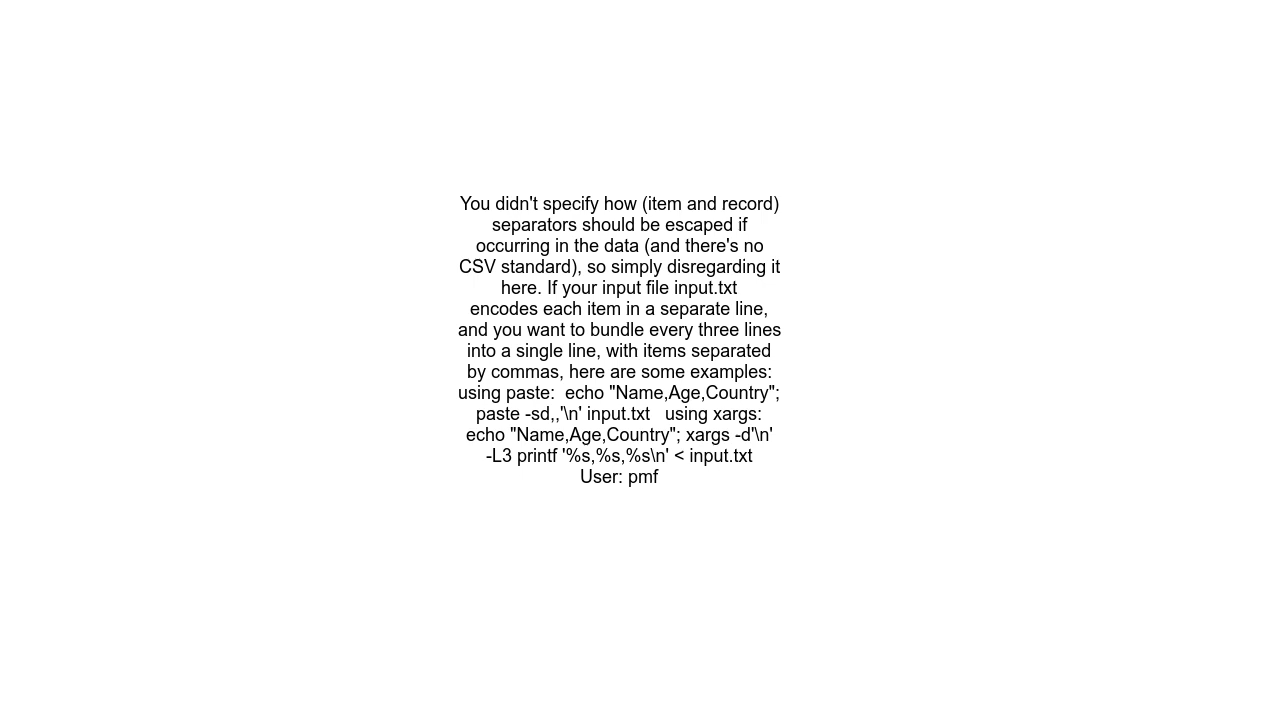 You didn't specify how (item and record)
separators should be escaped if
occurring in the data (and there's no
CSV standard), so simply disregarding it
here. If your input file input.txt
encodes each item in a separate line,
and you want to bundle every three lines
into a single line, with items separated
by commas, here are some examples:
using paste:  echo "Name,Age,Country";
paste -sd,,'\n' input.txt   using xargs:
echo "Name,Age,Country"; xargs -d'\n'
-L3 printf '%s,%s,%s\n' < input.txt
User: pmf